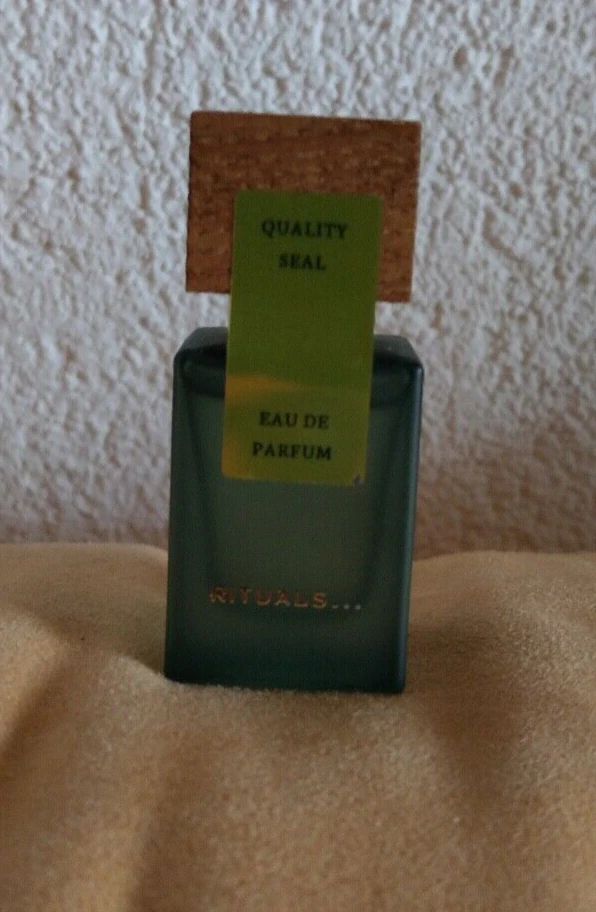 QUALITY
SEAL
EAU DE
PARFUM
RITUALS...